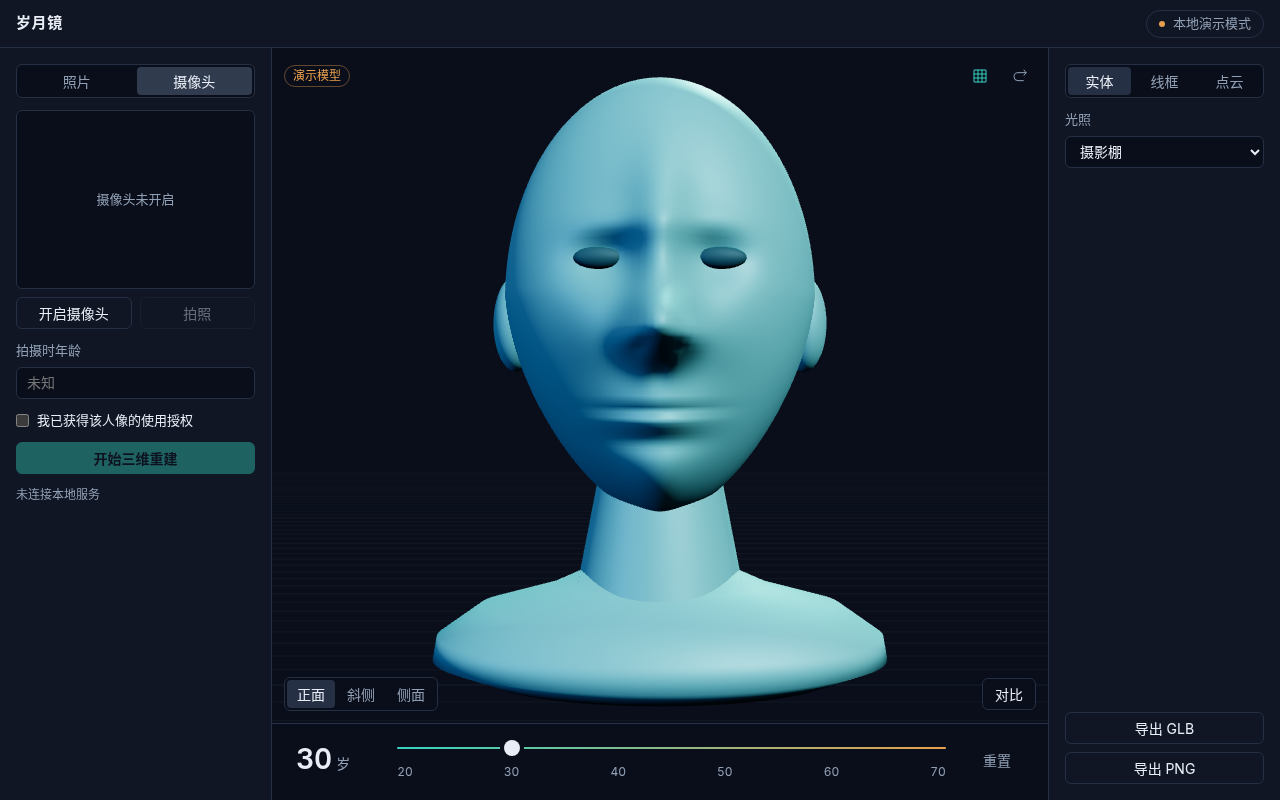 岁月镜
本地演示模式
照片
摄像头
摄像头未开启
开启摄像头
拍照
拍摄时年龄
未知
我已获得该人像的使用授权
开始三维重建
未连接本地服务
演示模型
正面
斜侧
侧面
对比
30 岁
20
30
40
50
60
70
重置
实体
线框
点云
光照
摄影棚
导出 GLB
导出 PNG